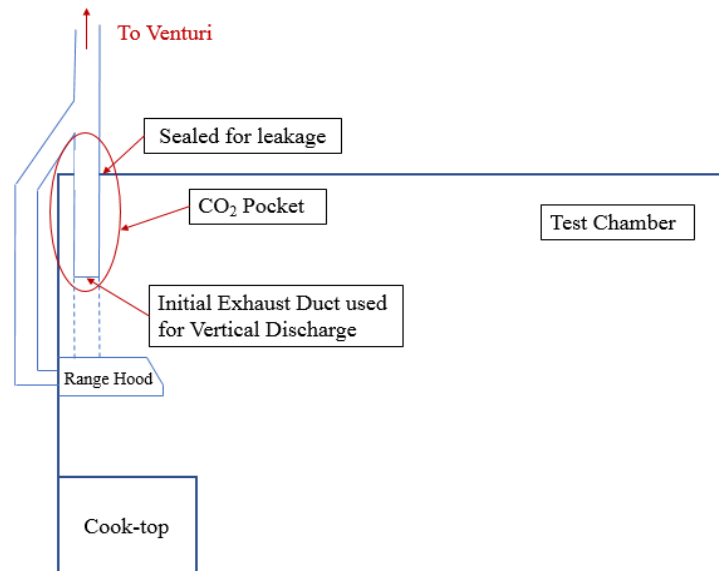 To Venturi
Sealed for leakage
CO₂ Pocket
Test Chamber
Initial Exhaust Duct used
for Vertical Discharge
Range Hood
Cook-top